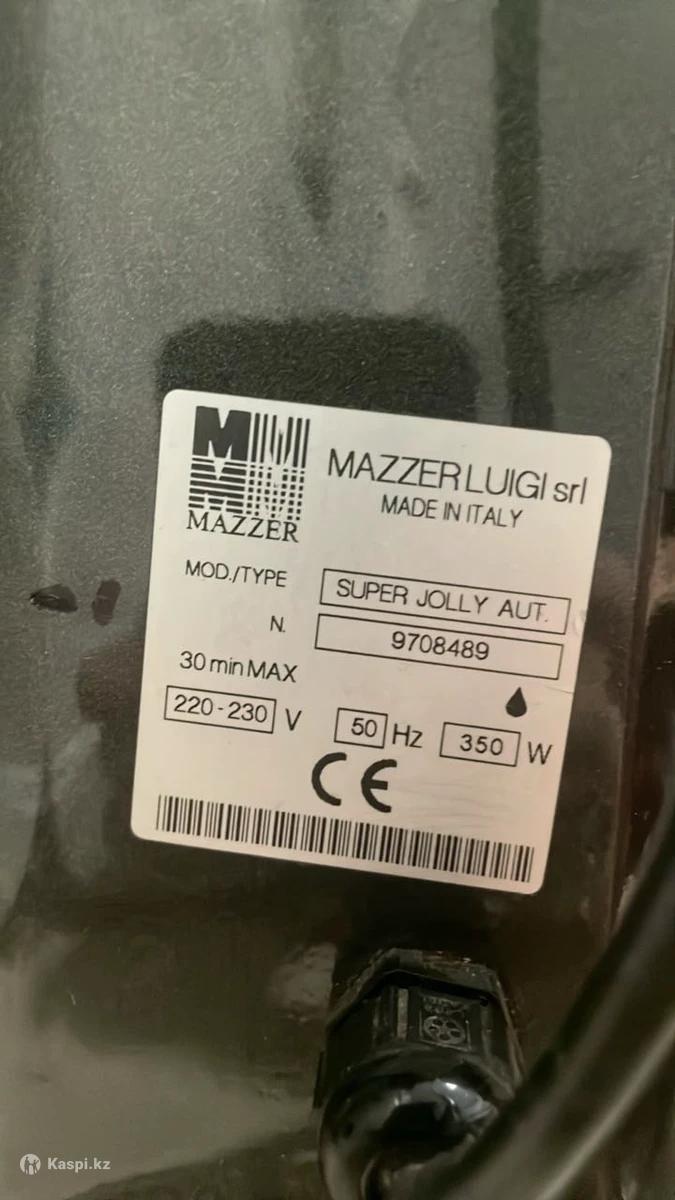 MAZZER
MAZZER LUIGI srl
MADE IN ITALY
MOD./TYPE SUPER JOLLY AUT.
N. 9708489
30 min MAX
220-230 V 50 Hz 350 W
CE
Kaspi.kz